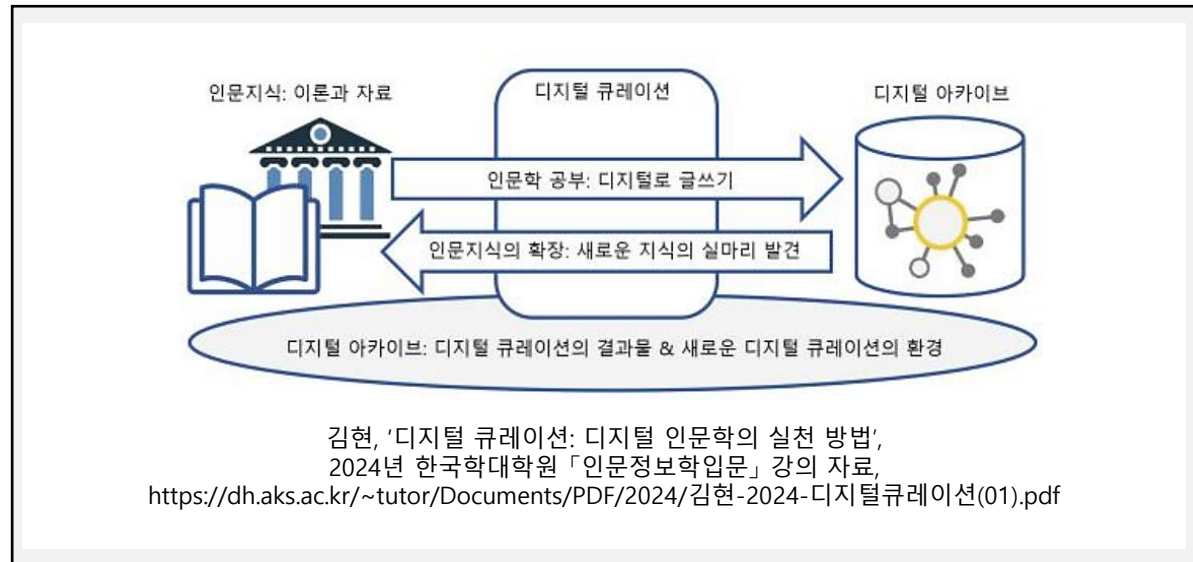 인문지식: 이론과 자료
디지털 큐레이션
디지털 아카이브
인문학 공부: 디지털로 글쓰기
인문지식의 확장: 새로운 지식의 실마리 발견
디지털 아카이브: 디지털 큐레이션의 결과물 & 새로운 디지털 큐레이션의 환경
김현, ‘디지털 큐레이션: 디지털 인문학의 실천 방법’,
2024년 한국학대학원「인문정보학입문」강의 자료,
https://dh.aks.ac.kr/~tutor/Documents/PDF/2024/김현-2024-디지털큐레이션(01).pdf